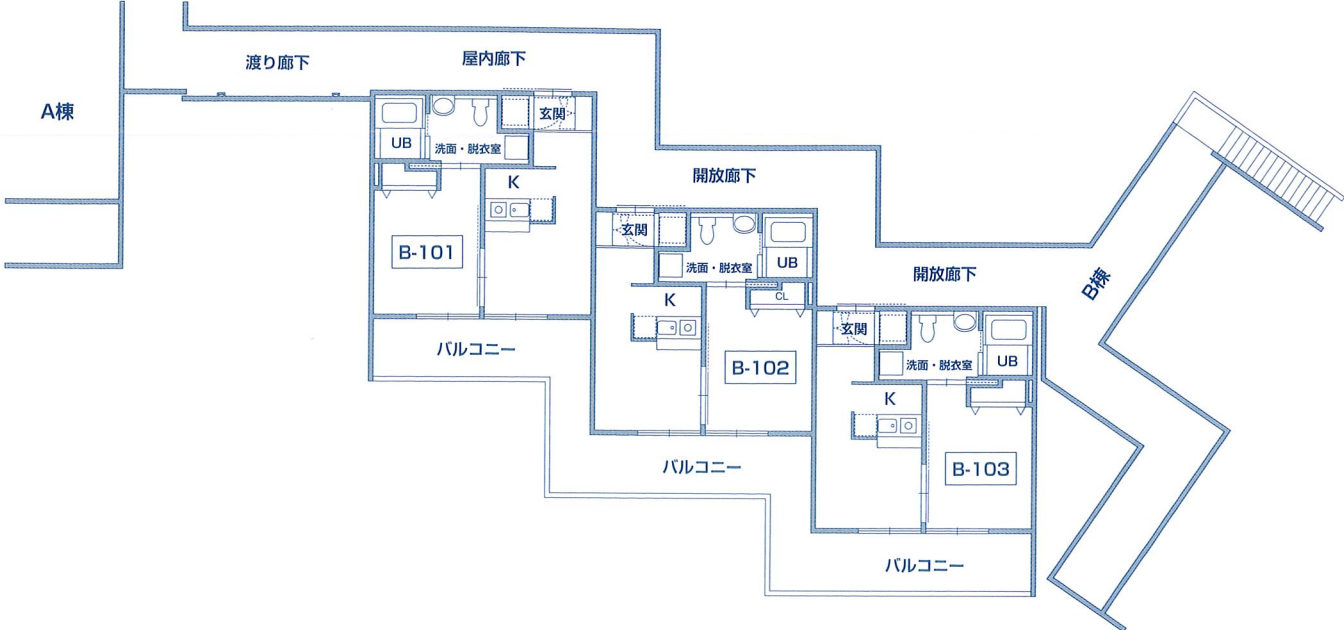 渡り廊下
屋内廊下
A棟
UB
洗面・脱衣室
玄関
K
B-101
バルコニー
開放廊下
玄関
洗面・脱衣室
UB
K
CL
B-102
バルコニー
開放廊下
B棟
玄関
洗面・脱衣室
UB
K
B-103
バルコニー